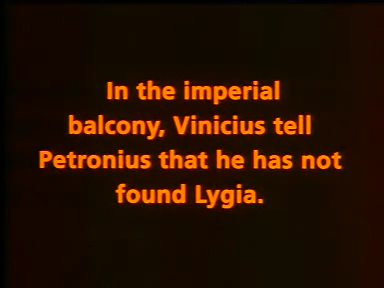 In the imperial
balcony, Vinicius tell
Petronius that he has not
found Lygia.